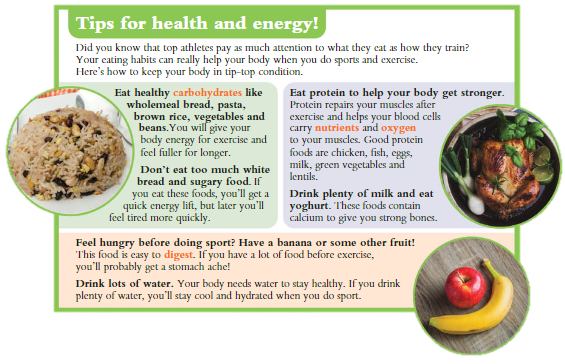 Tips for health and energy!
Did you know that top athletes pay as much attention to what they eat as how they train?
Your eating habits can really help your body when you do sports and exercise.
Here's how to keep your body in tip-top condition.
Eat healthy carbohydrates like
wholemeal bread, pasta,
brown rice, vegetables and
beans.You will give your
body energy for exercise and
feel fuller for longer.
Don't eat too much white
bread and sugary food. If
you eat these foods, you'll get a
quick energy lift, but later you'll
feel tired more quickly.
Eat protein to help your body get stronger.
Protein repairs your muscles after
exercise and helps your blood cells
carry nutrients and oxygen
to your muscles. Good protein
foods are chicken, fish, eggs,
milk, green vegetables and
lentils.
Drink plenty of milk and eat
yoghurt. These foods contain
calcium to give you strong bones.
Feel hungry before doing sport? Have a banana or some other fruit!
This food is easy to digest. If you have a lot of food before exercise,
you'll probably get a stomach ache!
Drink lots of water. Your body needs water to stay healthy. If you drink
plenty of water, you'll stay cool and hydrated when you do sport.